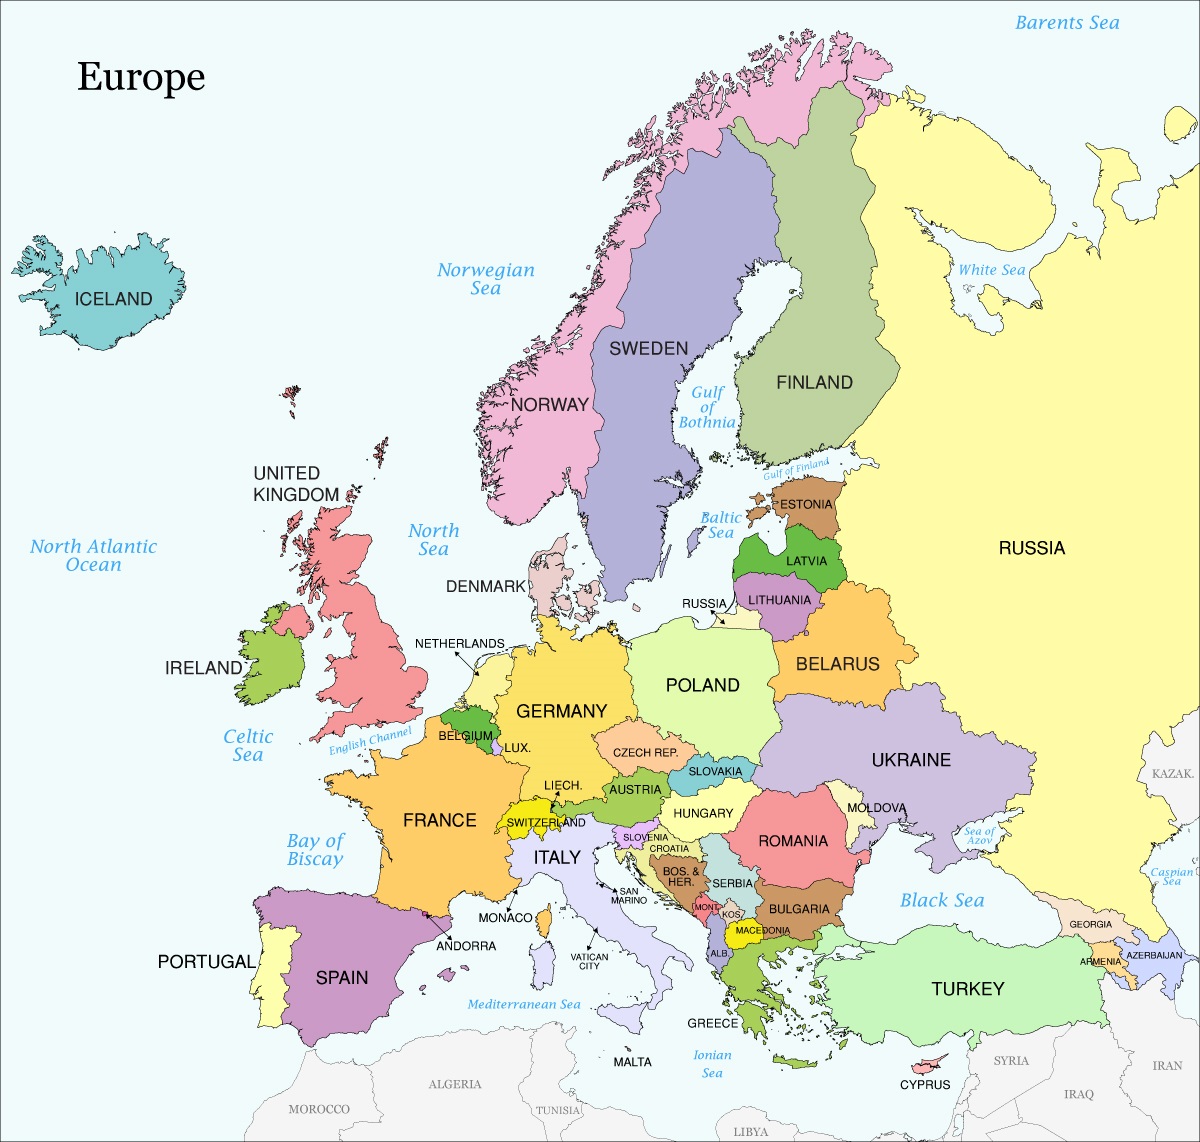 Barents Sea
Europe
Norwegian
Sea
White Sea
ICELAND
SWEDEN
FINLAND
NORWAY
Gulf
of
Bothnia
Gulf of Finland
UNITED
KINGDOM
ESTONIA
Baltic
Sea
North
Sea
North Atlantic
Ocean
RUSSIA
LATVIA
DENMARK
LITHUANIA
RUSSIA
NETHERLANDS
IRELAND
BELARUS
POLAND
GERMANY
Celtic
Sea
English Channel
BELGIUM
LUX.
CZECH REP.
UKRAINE
SLOVAKIA
KAZAK.
LIECH.
AUSTRIA
MOLDOVA
HUNGARY
FRANCE
SWITZERLAND
SLOVENIA
CROATIA
ROMANIA
Sea of
Azov
Bay of
Biscay
ITALY
BOS. &
HER.
SERBIA
Caspian
Sea
SAN
MARINO
Black Sea
MONT.
KOS.
BULGARIA
MONACO
GEORGIA
MACEDONIA
ANDORRA
ALB.
AZERBAIJAN
ARMENIA
VATICAN
CITY
PORTUGAL
SPAIN
TURKEY
Mediterranean Sea
GREECE
MALTA
Ionian
Sea
SYRIA
IRAN
CYPRUS
ALGERIA
IRAQ
MOROCCO
TUNISIA
LIBYA